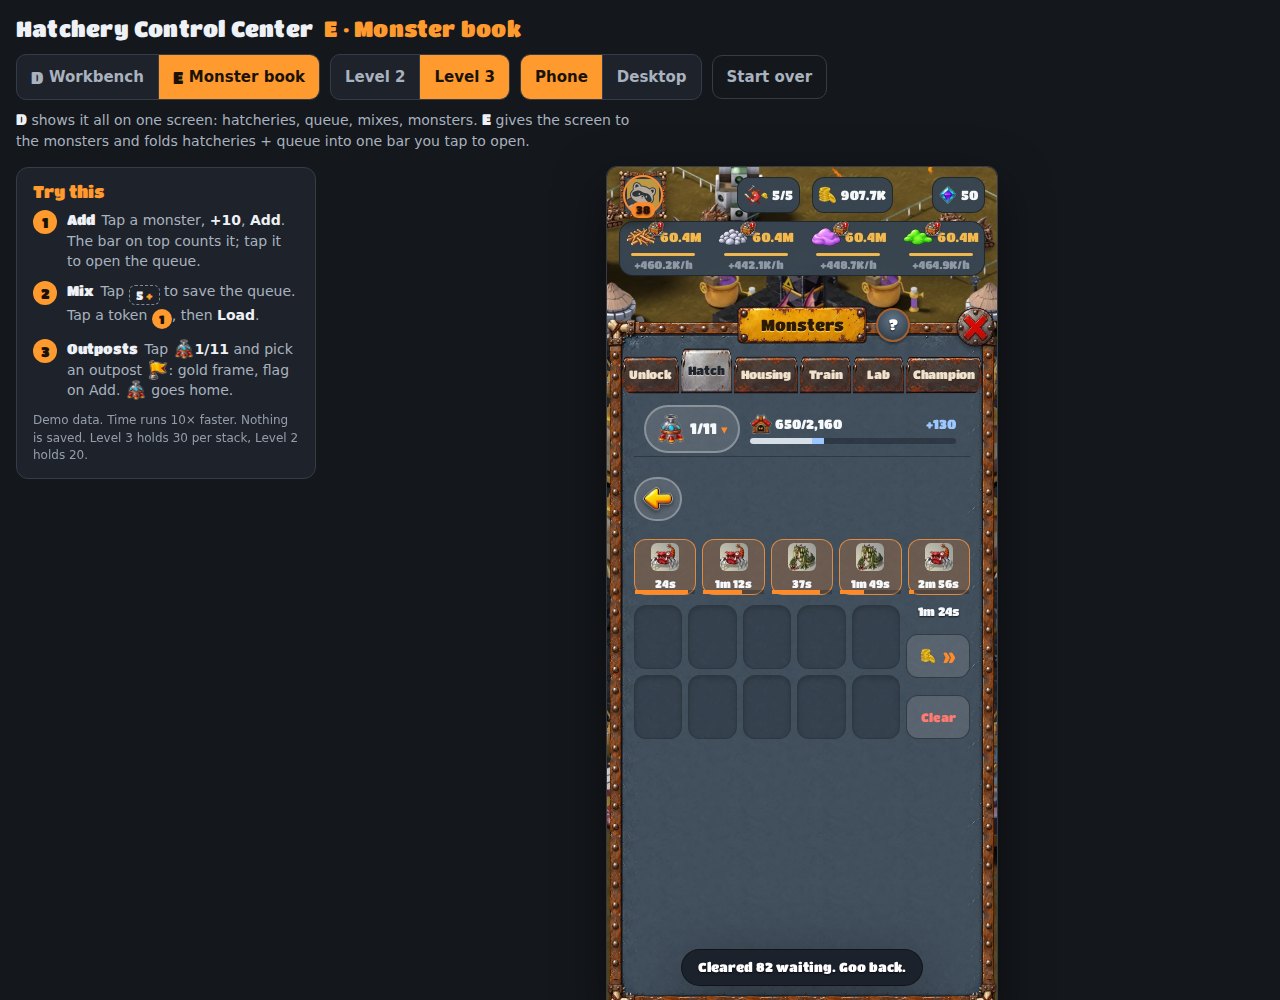 Hatchery Control Center E · Monster book
D Workbench E Monster book Level 2 Level 3 Phone Desktop Start over
D shows it all on one screen: hatcheries, queue, mixes, monsters. E gives the screen to
the monsters and folds hatcheries + queue into one bar you tap to open.
Try this
1 Add Tap a monster, +10, Add.
The bar on top counts it; tap it
to open the queue.
2 Mix Tap 5 + to save the queue.
Tap a token 1, then Load.
3 Outposts Tap 1/11 and pick
an outpost : gold frame, flag
on Add. goes home.
Demo data. Time runs 10× faster. Nothing
is saved. Level 3 holds 30 per stack, Level 2
holds 20.
30 5/5 907.7K 50
60.4M 60.4M 60.4M 60.4M
+460.2K/h +442.1K/h +448.7K/h +464.9K/h
Monsters ?
Unlock Hatch Housing Train Lab Champion
1/11 ▾ 650/2,160 +130
24s 1m 12s 37s 1m 49s 2m 56s
1m 24s
»
Clear
Cleared 82 waiting. Goo back.